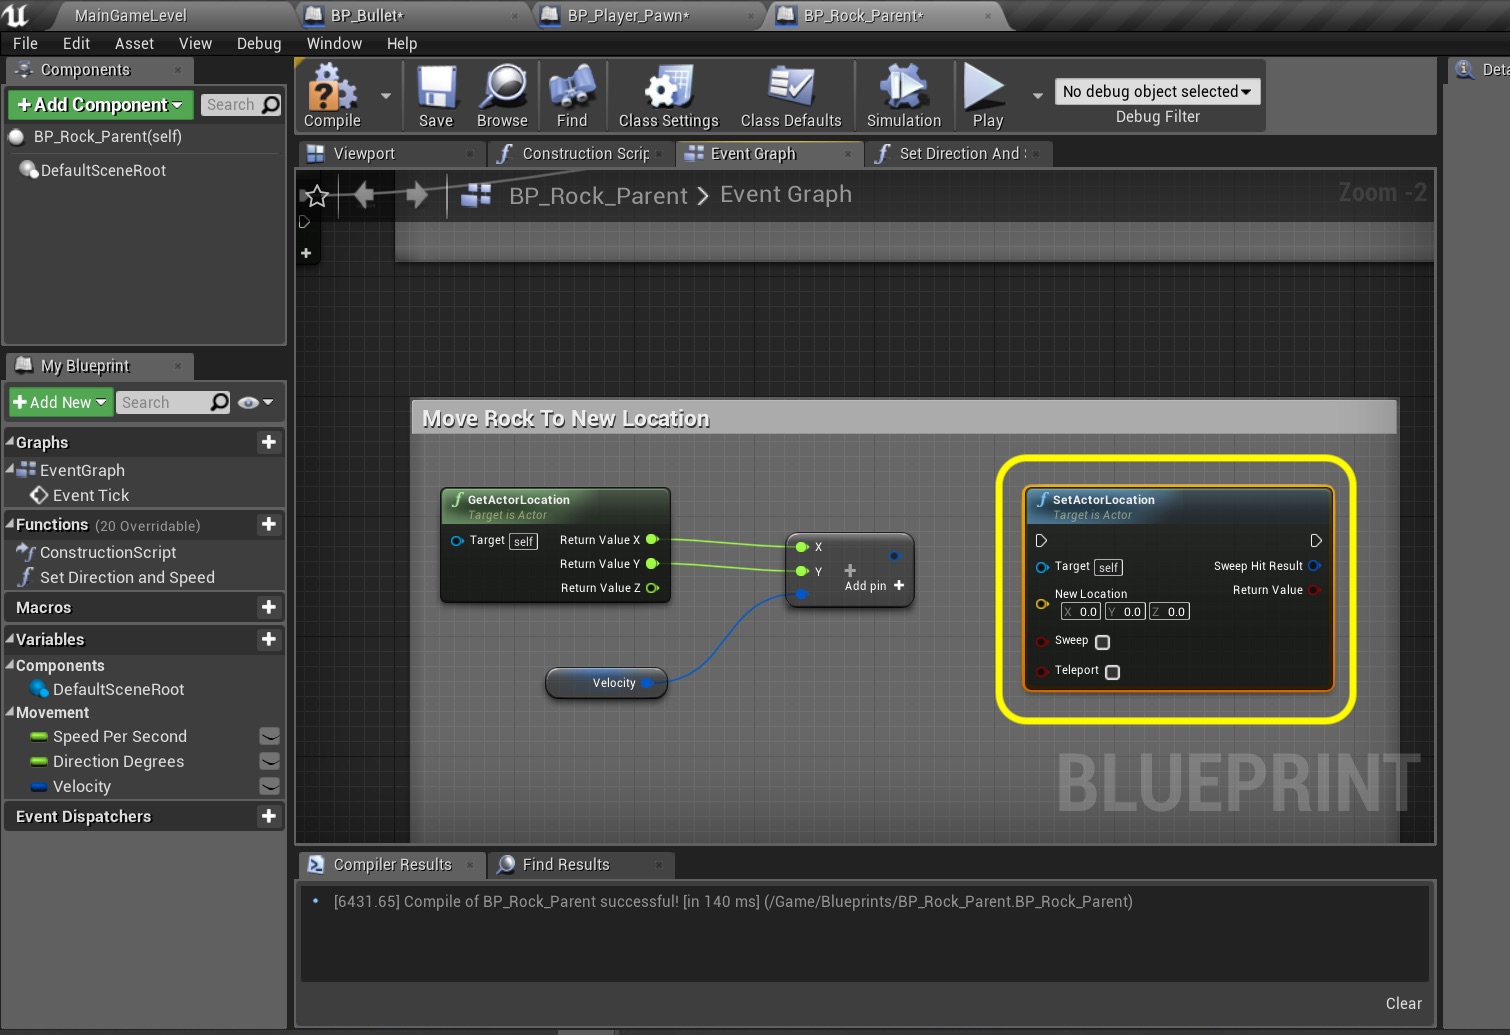 MainGameLevel
BP_Bullet*
BP_Player_Pawn*
BP_Rock_Parent*
File Edit Asset View Debug Window Help
Components
Add Component
Search
BP_Rock_Parent(self)
DefaultSceneRoot
Compile
Save
Browse
Find
Class Settings
Class Defaults
Simulation
Play
No debug object selected
Debug Filter
Deta
Viewport
Construction Scrip
Event Graph
Set Direction And
BP_Rock_Parent > Event Graph
Zoom -2
My Blueprint
Add New
Search
Graphs
EventGraph
Event Tick
Functions (20 Overridable)
ConstructionScript
Set Direction and Speed
Macros
Variables
Components
DefaultSceneRoot
Movement
Speed Per Second
Direction Degrees
Velocity
Event Dispatchers
Move Rock To New Location
f GetActorLocation
Target is Actor
Target self
Return Value X
Return Value Y
Return Value Z
X
Y
Add pin +
Velocity
f SetActorLocation
Target is Actor
Target self
New Location
X 0.0 Y 0.0 Z 0.0
Sweep
Teleport
Sweep Hit Result
Return Value
BLUEPRINT
Compiler Results
Find Results
[6431.65] Compile of BP_Rock_Parent successful! [in 140 ms] (/Game/Blueprints/BP_Rock_Parent.BP_Rock_Parent)
Clear